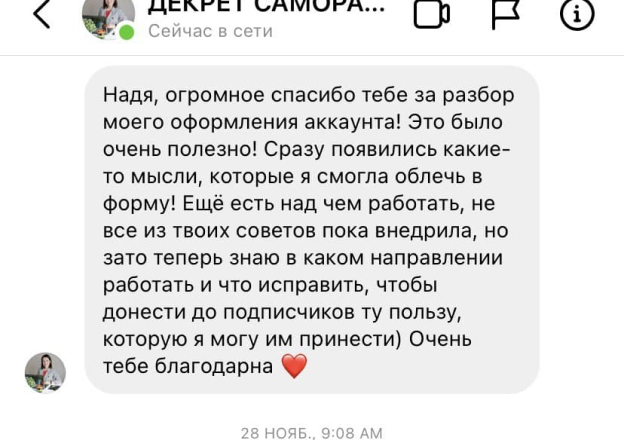 ДЕКРЕТ САМОРА...
Сейчас в сети
Надя, огромное спасибо тебе за разбор
моего оформления аккаунта! Это было
очень полезно! Сразу появились какие-
то мысли, которые я смогла облечь в
форму! Ещё есть над чем работать, не
все из твоих советов пока внедрила, но
зато теперь знаю в каком направлении
работать и что исправить, чтобы
донести до подписчиков ту пользу,
которую я могу им принести) Очень
тебе благодарна ❤️
28 НОЯБ., 9:08 AM